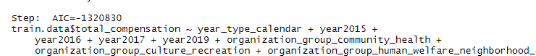 Step:  AIC=-1320830
train.data$total_compensation ~ year_type_calendar + year2015 +
year2016 + year2017 + year2019 + organization_group_community_health +
organization_group_culture_recreation + organization_group_human_welfare_neighborhood_